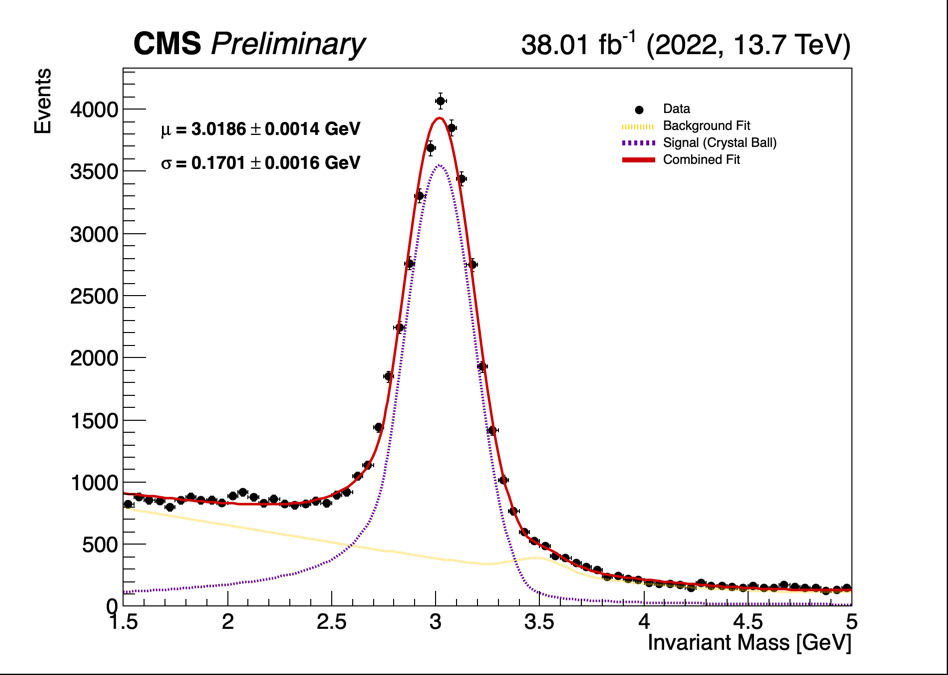 CMS Preliminary
38.01 fb⁻¹ (2022, 13.7 TeV)
Events
4000
3500
3000
2500
2000
1500
1000
500
0
μ = 3.0186 ± 0.0014 GeV
σ = 0.1701 ± 0.0016 GeV
Data
Background Fit
Signal (Crystal Ball)
Combined Fit
1.5
2
2.5
3
3.5
4
4.5
5
Invariant Mass [GeV]